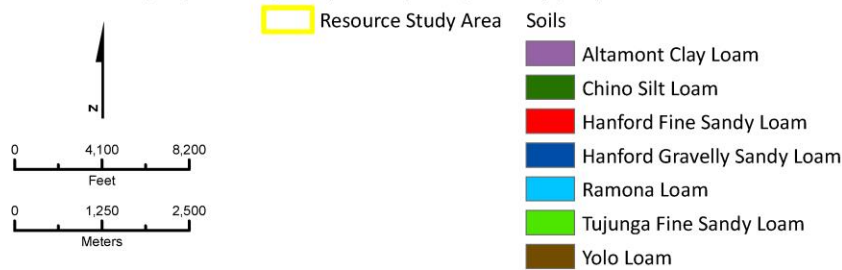 Resource Study Area
Soils
Altamont Clay Loam
Chino Silt Loam
Hanford Fine Sandy Loam
Hanford Gravelly Sandy Loam
Ramona Loam
Tujunga Fine Sandy Loam
Yolo Loam
N
0 4,100 8,200
Feet
0 1,250 2,500
Meters